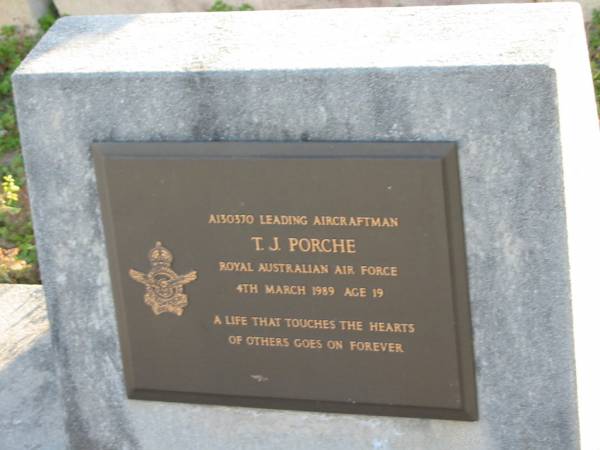 A130370 LEADING AIRCRAFTMAN
T. J. PORCHE
ROYAL AUSTRALIAN AIR FORCE
4TH MARCH 1989 AGE 19
A LIFE THAT TOUCHES THE HEARTS
OF OTHERS GOES ON FOREVER